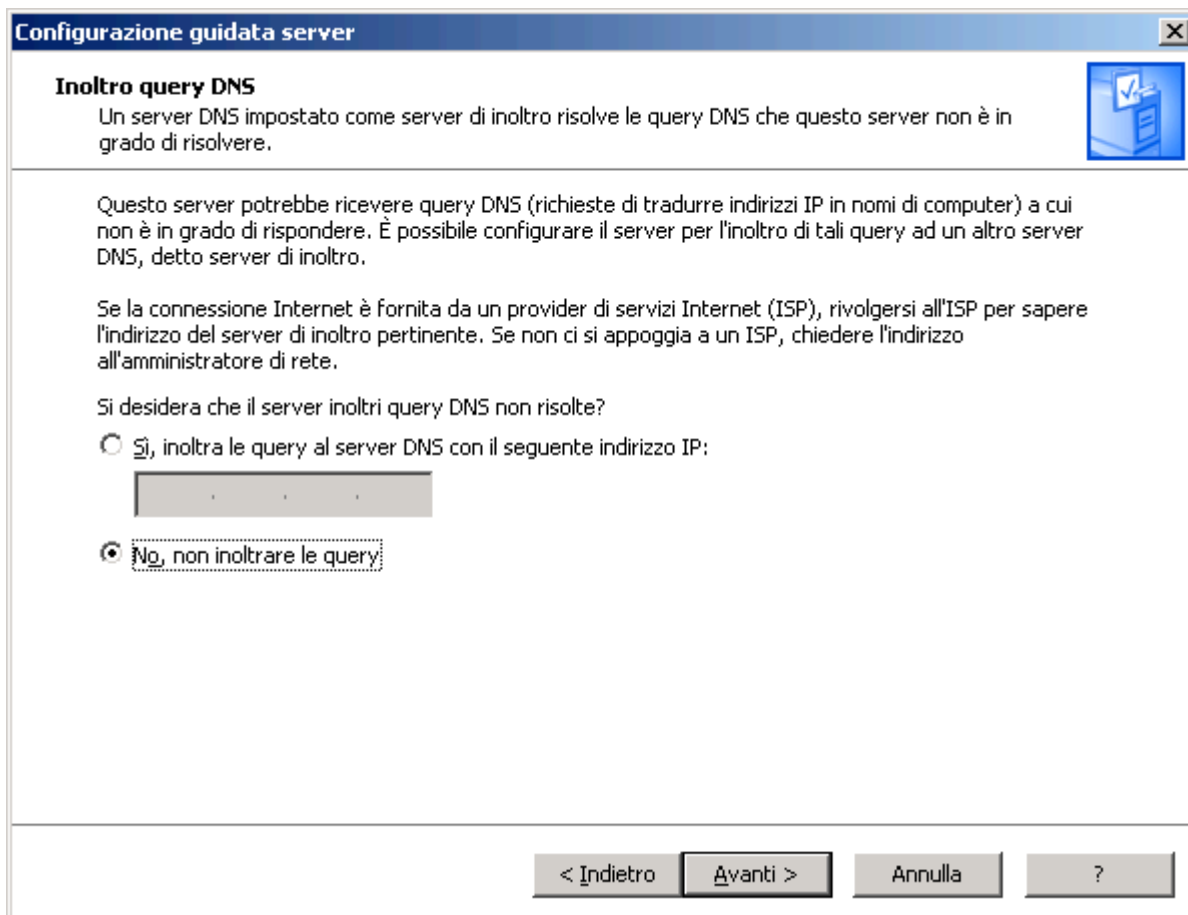 Configurazione guidata server
Inoltro query DNS
Un server DNS impostato come server di inoltro risolve le query DNS che questo server non è in
grado di risolvere.
Questo server potrebbe ricevere query DNS (richieste di tradurre indirizzi IP in nomi di computer) a cui
non è in grado di rispondere. È possibile configurare il server per l'inoltro di tali query ad un altro server
DNS, detto server di inoltro.
Se la connessione Internet è fornita da un provider di servizi Internet (ISP), rivolgersi all'ISP per sapere
l'indirizzo del server di inoltro pertinente. Se non ci si appoggia a un ISP, chiedere l'indirizzo
all'amministratore di rete.
Si desidera che il server inoltri query DNS non risolte?
Sì, inoltra le query al server DNS con il seguente indirizzo IP:
. . .
No, non inoltrare le query
< Indietro
Avanti >
Annulla
?